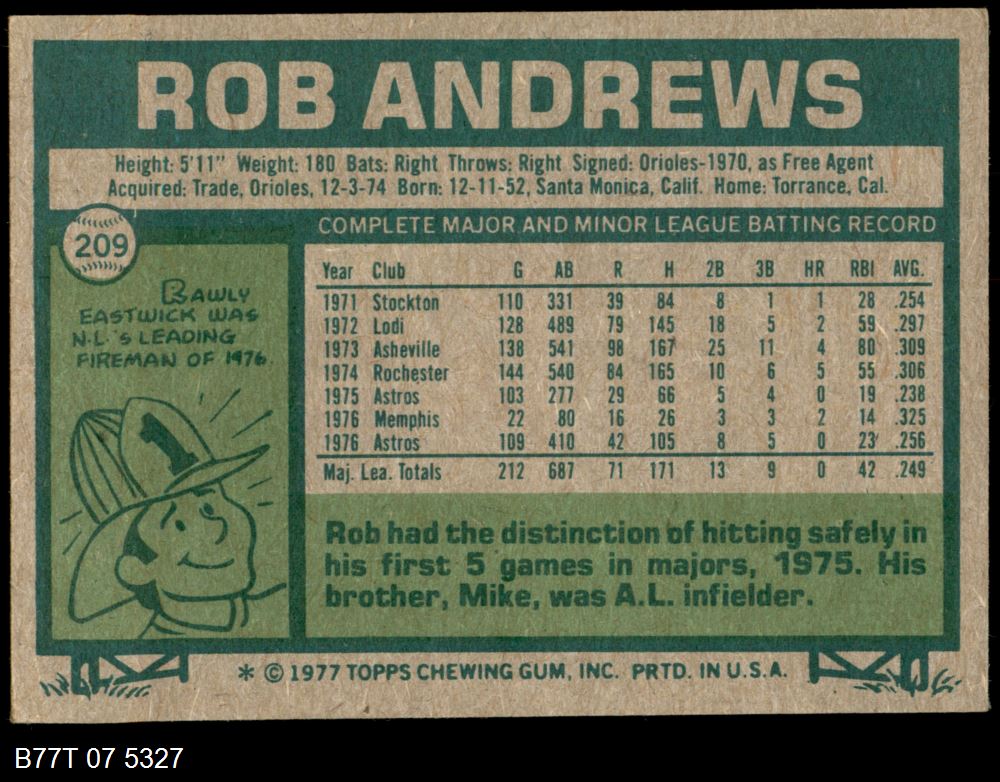 ROB ANDREWS
Height: 5'11" Weight: 180 Bats: Right Throws: Right Signed: Orioles-1970, as Free Agent
Acquired: Trade, Orioles, 12-3-74 Born: 12-11-52, Santa Monica, Calif. Home: Torrance, Cal.
209
RAWLY
EASTWICK WAS
N.L.'S LEADING
FIREMAN OF 1976.
1
COMPLETE MAJOR AND MINOR LEAGUE BATTING RECORD
Year Club G AB R H 2B 3B HR RBI AVG.
1971 Stockton 110 331 39 84 8 1 1 28 .254
1972 Lodi 128 489 79 145 18 5 2 59 .297
1973 Asheville 138 541 98 167 25 11 4 80 .309
1974 Rochester 144 540 84 165 10 6 5 55 .306
1975 Astros 103 277 29 66 5 4 0 19 .238
1976 Memphis 22 80 16 26 3 3 2 14 .325
1976 Astros 109 410 42 105 8 5 0 23 .256
Maj. Lea. Totals 212 687 71 171 13 9 0 42 .249
Rob had the distinction of hitting safely in
his first 5 games in majors, 1975. His
brother, Mike, was A.L. infielder.
* © 1977 TOPPS CHEWING GUM, INC. PRTD. IN U.S.A.
B77T 07 5327